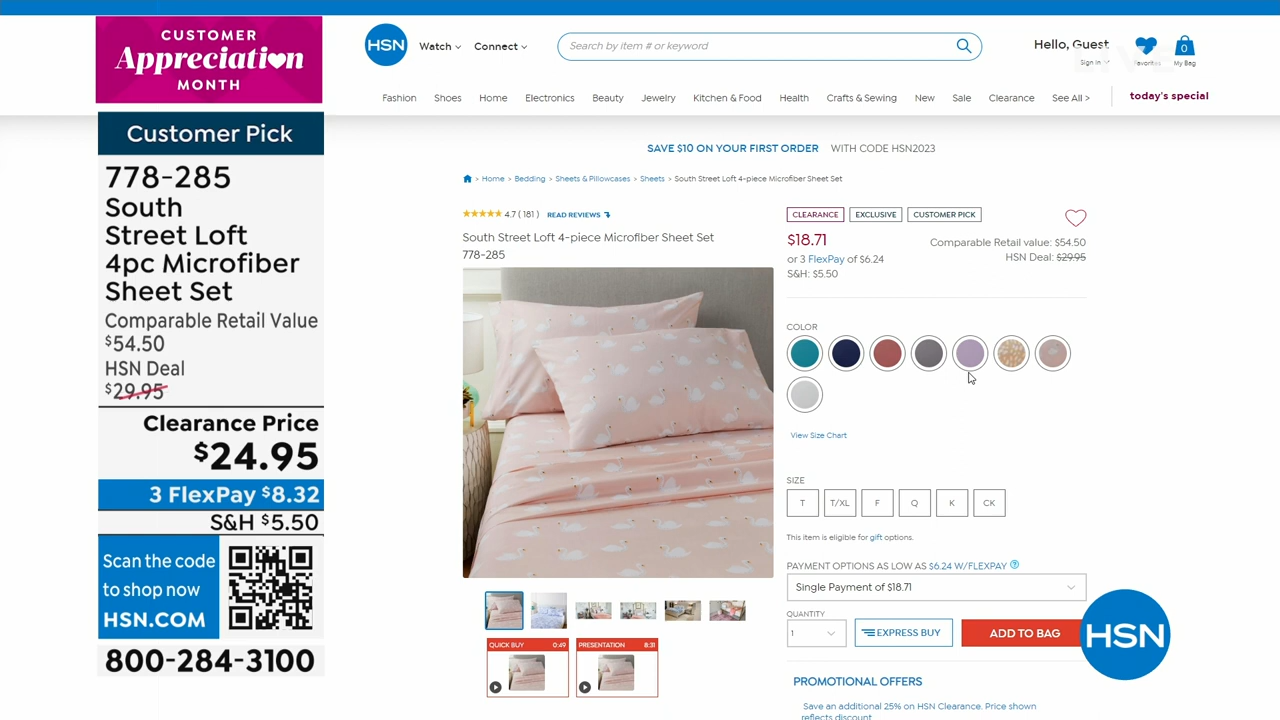 CUSTOMER
Appreciation
MONTH
Customer Pick
778-285
South
Street Loft
4pc Microfiber
Sheet Set
Comparable Retail Value
$54.50
HSN Deal
$29.95
Clearance Price
$24.95
3 FlexPay $8.32
S&H $5.50
Scan the code
to shop now
HSN.COM
800-284-3100
HSN
Watch
Connect
Search by item # or keyword
Hello, Guest
Sign In
Favorites
0
My Bag
Fashion
Shoes
Home
Electronics
Beauty
Jewelry
Kitchen & Food
Health
Crafts & Sewing
New
Sale
Clearance
See All >
today's special
SAVE $10 ON YOUR FIRST ORDER WITH CODE HSN2023
> Home > Bedding > Sheets & Pillowcases > Sheets > South Street Loft 4-piece Microfiber Sheet Set
4.7 ( 181 ) READ REVIEWS
South Street Loft 4-piece Microfiber Sheet Set
778-285
QUICK BUY 0:49
PRESENTATION 8:31
CLEARANCE
EXCLUSIVE
CUSTOMER PICK
$18.71
Comparable Retail value: $54.50
or 3 FlexPay of $6.24
HSN Deal: $29.95
S&H: $5.50
COLOR
View Size Chart
SIZE
T
T/XL
F
Q
K
CK
This item is eligible for gift options.
PAYMENT OPTIONS AS LOW AS $6.24 W/FLEXPAY ?
Single Payment of $18.71
QUANTITY
1
EXPRESS BUY
ADD TO BAG
HSN
PROMOTIONAL OFFERS
Save an additional 25% on HSN Clearance. Price shown
reflects discount.